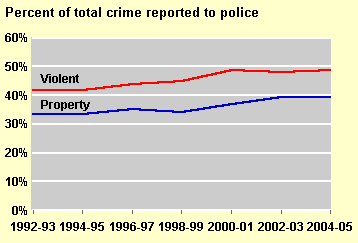 Percent of total crime reported to police
60%
50%
Violent
40%
Property
30%
20%
10%
0%
1992-93 1994-95 1996-97 1998-99 2000-01 2002-03 2004-05